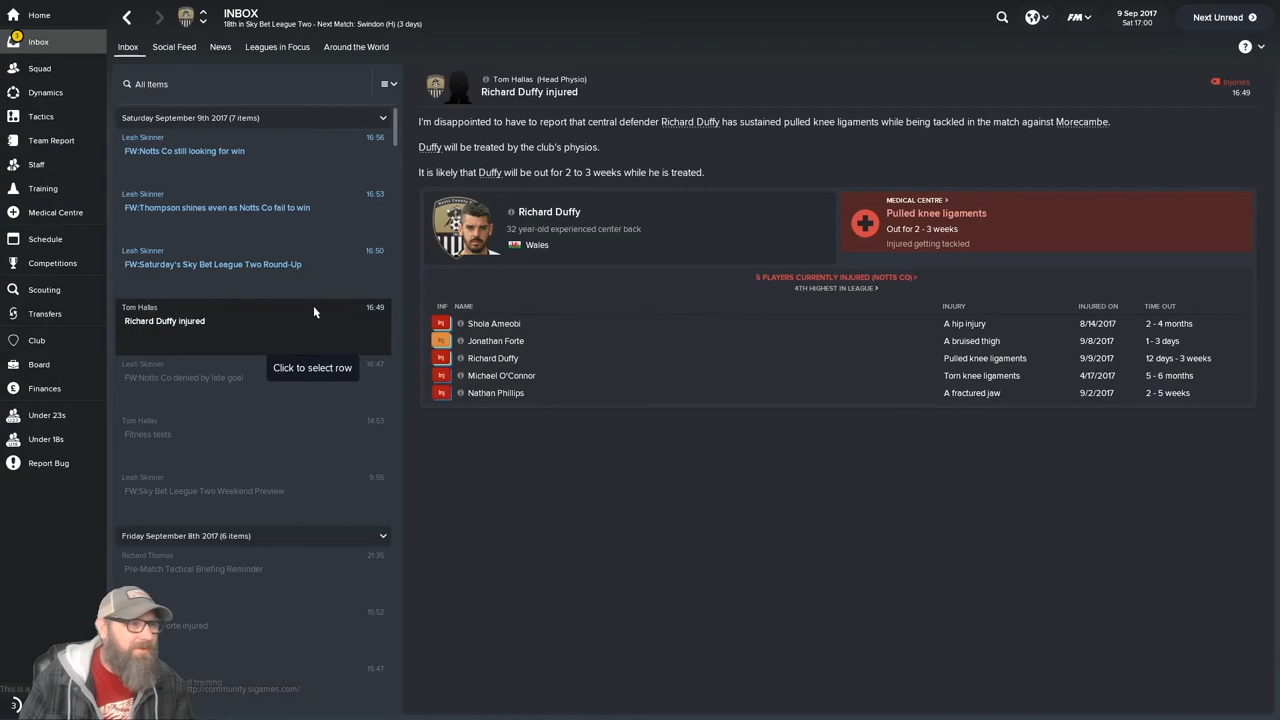 Home
3
Inbox
Squad
Dynamics
Tactics
Team Report
Staff
Training
Medical Centre
Schedule
Competitions
Scouting
Transfers
Club
Board
Finances
Under 23s
Under 18s
Report Bug
3
INBOX
18th in Sky Bet League Two - Next Match: Swindon (H) (3 days)
FM
9 Sep 2017
Sat 17:00
Next Unread
Inbox Social Feed News Leagues in Focus Around the World
?
All Items
Saturday September 9th 2017 (7 items)
Leah Skinner 16:56
FW:Notts Co still looking for win
Leah Skinner 16:53
FW:Thompson shines even as Notts Co fail to win
Leah Skinner 16:50
FW:Saturday's Sky Bet League Two Round-Up
Tom Hallas 16:49
Richard Duffy injured
Leah Skinner 16:47
FW:Notts Co denied by late goal
Click to select row
Tom Hallas 14:53
Fitness tests
Leah Skinner 9:55
FW:Sky Bet League Two Weekend Preview
Friday September 8th 2017 (6 items)
Richard Thomas 21:35
Pre-Match Tactical Briefing Reminder
15:52
orte injured
15:47
full training
This is a
ttp://community.sigames.com/
Tom Hallas (Head Physio)
Richard Duffy injured
Injuries
16:49
I'm disappointed to have to report that central defender Richard Duffy has sustained pulled knee ligaments while being tackled in the match against Morecambe.
Duffy will be treated by the club's physios.
It is likely that Duffy will be out for 2 to 3 weeks while he is treated.
Richard Duffy
32 year-old experienced center back
Wales
MEDICAL CENTRE >
Pulled knee ligaments
Out for 2 - 3 weeks
Injured getting tackled
5 PLAYERS CURRENTLY INJURED (NOTTS CO) >
4TH HIGHEST IN LEAGUE >
INF NAME INJURY INJURED ON TIME OUT
Inj Shola Ameobi A hip injury 8/14/2017 2 - 4 months
Inj Jonathan Forte A bruised thigh 9/8/2017 1 - 3 days
Inj Richard Duffy Pulled knee ligaments 9/9/2017 12 days - 3 weeks
Inj Michael O'Connor Torn knee ligaments 4/17/2017 5 - 6 months
Inj Nathan Phillips A fractured jaw 9/2/2017 2 - 5 weeks